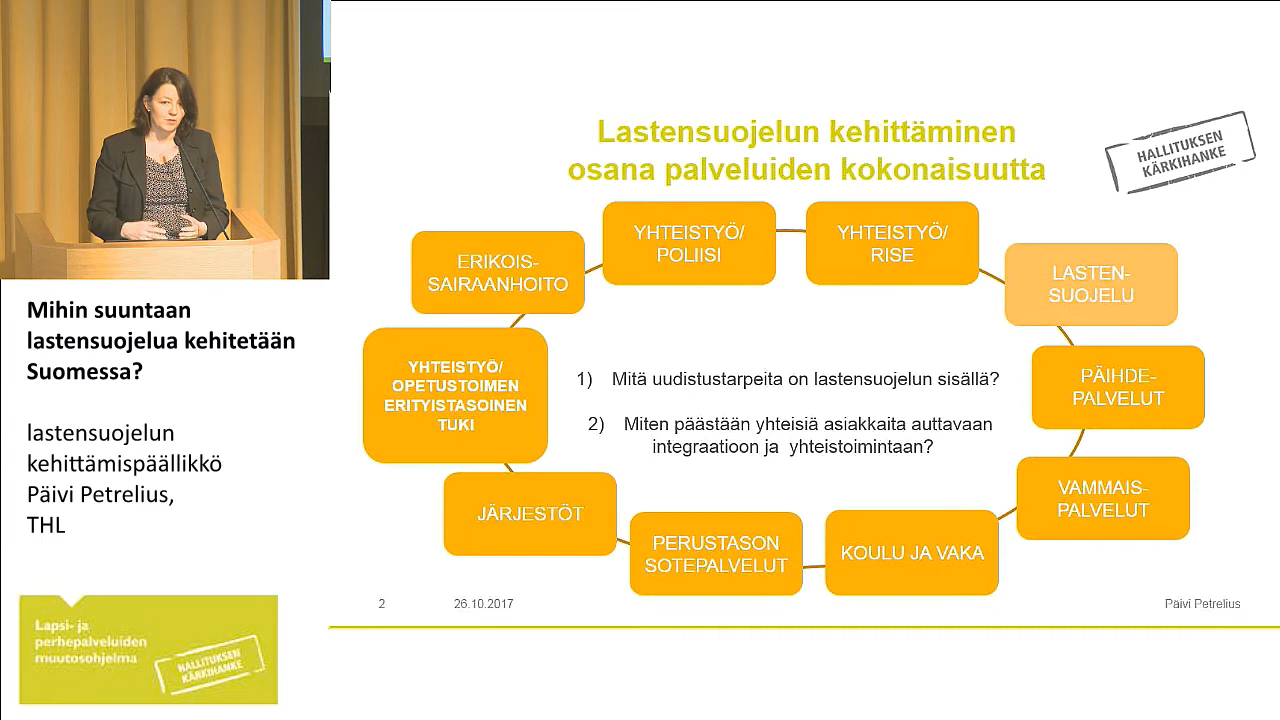 Mihin suuntaan
lastensuojelua kehitetään
Suomessa?
lastensuojelun
kehittämispäällikkö
Päivi Petrelius,
THL
Lapsi- ja
perhepalveluiden
muutosohjelma
HALLITUKSEN
KÄRKIHANKE
Lastensuojelun kehittäminen
osana palveluiden kokonaisuutta
HALLITUKSEN
KÄRKIHANKE
YHTEISTYÖ/
POLIISI
YHTEISTYÖ/
RISE
LASTEN-
SUOJELU
PÄIHDE-
PALVELUT
VAMMAIS-
PALVELUT
KOULU JA VAKA
PERUSTASON
SOTEPALVELUT
JÄRJESTÖT
YHTEISTYÖ/
OPETUSTOIMEN
ERITYISTASOINEN
TUKI
ERIKOIS-
SAIRAANHOITO
1) Mitä uudistustarpeita on lastensuojelun sisällä?
2) Miten päästään yhteisiä asiakkaita auttavaan
integraatioon ja yhteistoimintaan?
2
26.10.2017
Päivi Petrelius